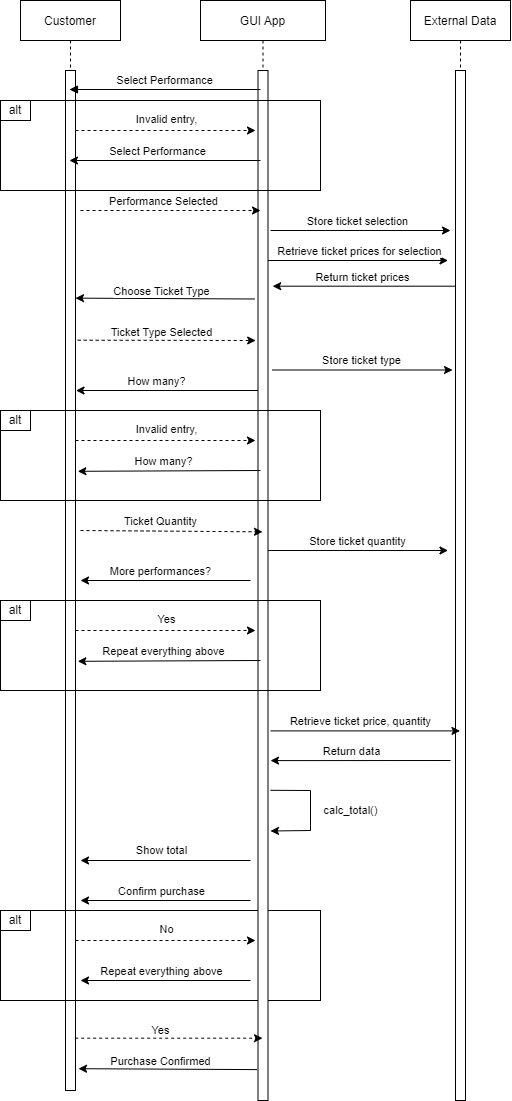 Customer
GUI App
External Data
Select Performance
alt
Invalid entry,
Select Performance
Performance Selected
Store ticket selection
Retrieve ticket prices for selection
Return ticket prices
Choose Ticket Type
Ticket Type Selected
Store ticket type
How many?
alt
Invalid entry,
How many?
Ticket Quantity
Store ticket quantity
More performances?
alt
Yes
Repeat everything above
Retrieve ticket price, quantity
Return data
calc_total()
Show total
Confirm purchase
alt
No
Repeat everything above
Yes
Purchase Confirmed